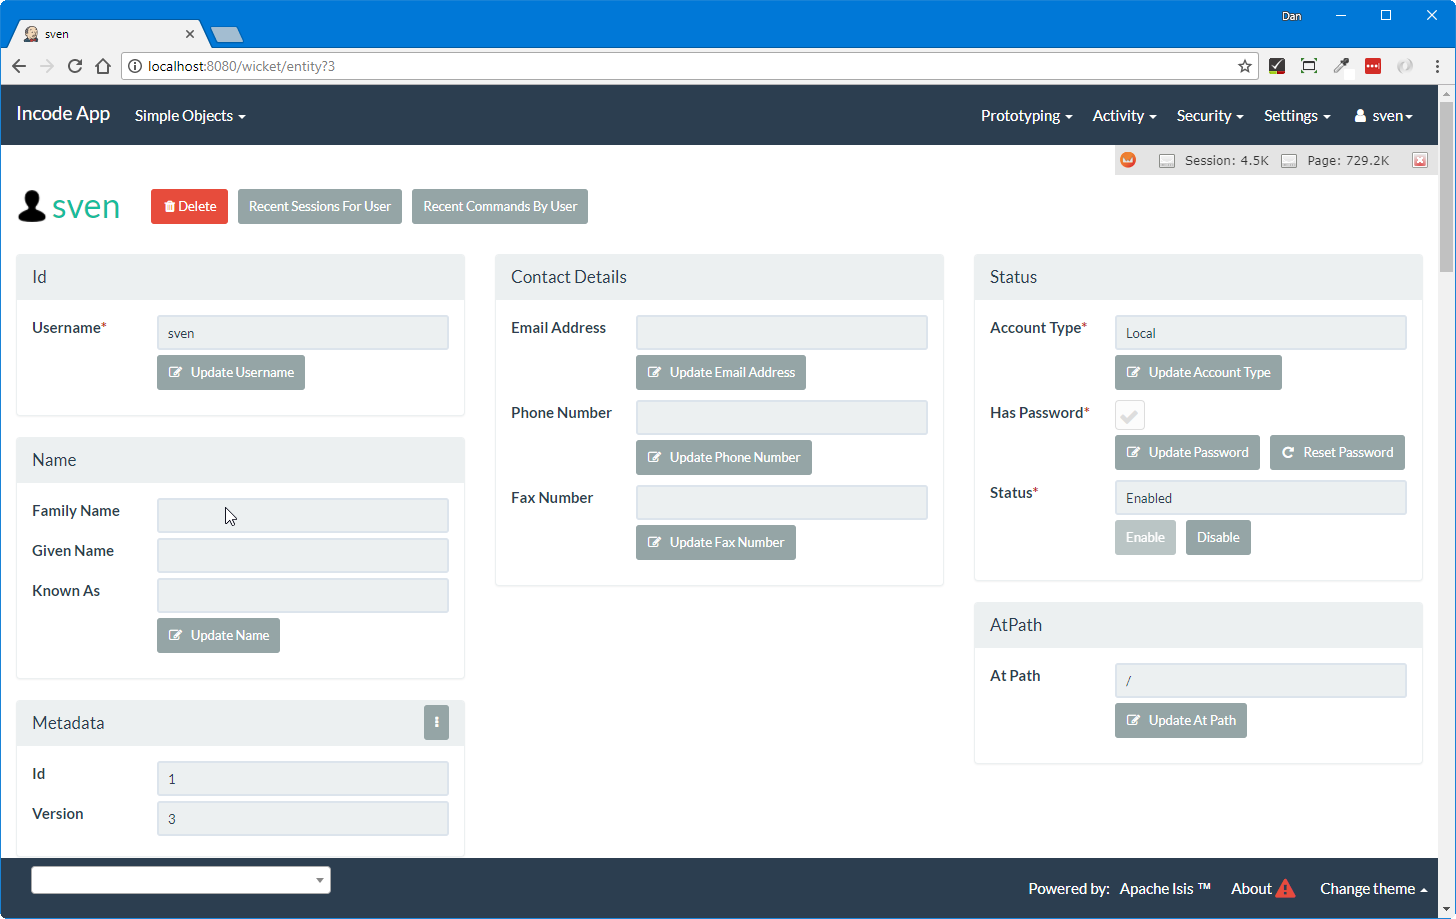 Dan
sven
localhost:8080/wicket/entity?3
Incode App Simple Objects Prototyping Activity Security Settings sven
Session: 4.5K Page: 729.2K
sven Delete Recent Sessions For User Recent Commands By User
Id
Username* sven
Update Username
Name
Family Name
Given Name
Known As
Update Name
Metadata
Id 1
Version 3
Contact Details
Email Address
Update Email Address
Phone Number
Update Phone Number
Fax Number
Update Fax Number
Status
Account Type* Local
Update Account Type
Has Password*
Update Password Reset Password
Status* Enabled
Enable Disable
AtPath
At Path /
Update At Path
Powered by: Apache Isis ™ About Change theme